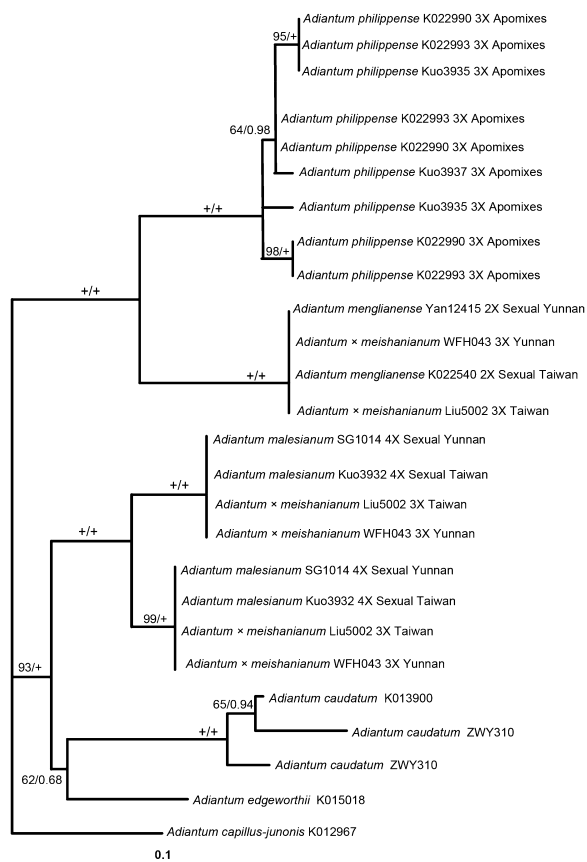 Adiantum philippense K022990 3X Apomixes
95/+
Adiantum philippense K022993 3X Apomixes
Adiantum philippense Kuo3935 3X Apomixes
Adiantum philippense K022993 3X Apomixes
64/0.98
Adiantum philippense K022990 3X Apomixes
Adiantum philippense Kuo3937 3X Apomixes
+/+
Adiantum philippense Kuo3935 3X Apomixes
Adiantum philippense K022990 3X Apomixes
98/+
Adiantum philippense K022993 3X Apomixes
+/+
Adiantum menglianense Yan12415 2X Sexual Yunnan
Adiantum × meishanianum WFH043 3X Yunnan
+/+
Adiantum menglianense K022540 2X Sexual Taiwan
Adiantum × meishanianum Liu5002 3X Taiwan
Adiantum malesianum SG1014 4X Sexual Yunnan
Adiantum malesianum Kuo3932 4X Sexual Taiwan
+/+
Adiantum × meishanianum Liu5002 3X Taiwan
+/+
Adiantum × meishanianum WFH043 3X Yunnan
Adiantum malesianum SG1014 4X Sexual Yunnan
Adiantum malesianum Kuo3932 4X Sexual Taiwan
99/+
Adiantum × meishanianum Liu5002 3X Taiwan
Adiantum × meishanianum WFH043 3X Yunnan
93/+
Adiantum caudatum K013900
65/0.94
Adiantum caudatum ZWY310
+/+
Adiantum caudatum ZWY310
62/0.68
Adiantum edgeworthii K015018
Adiantum capillus-junonis K012967
0.1